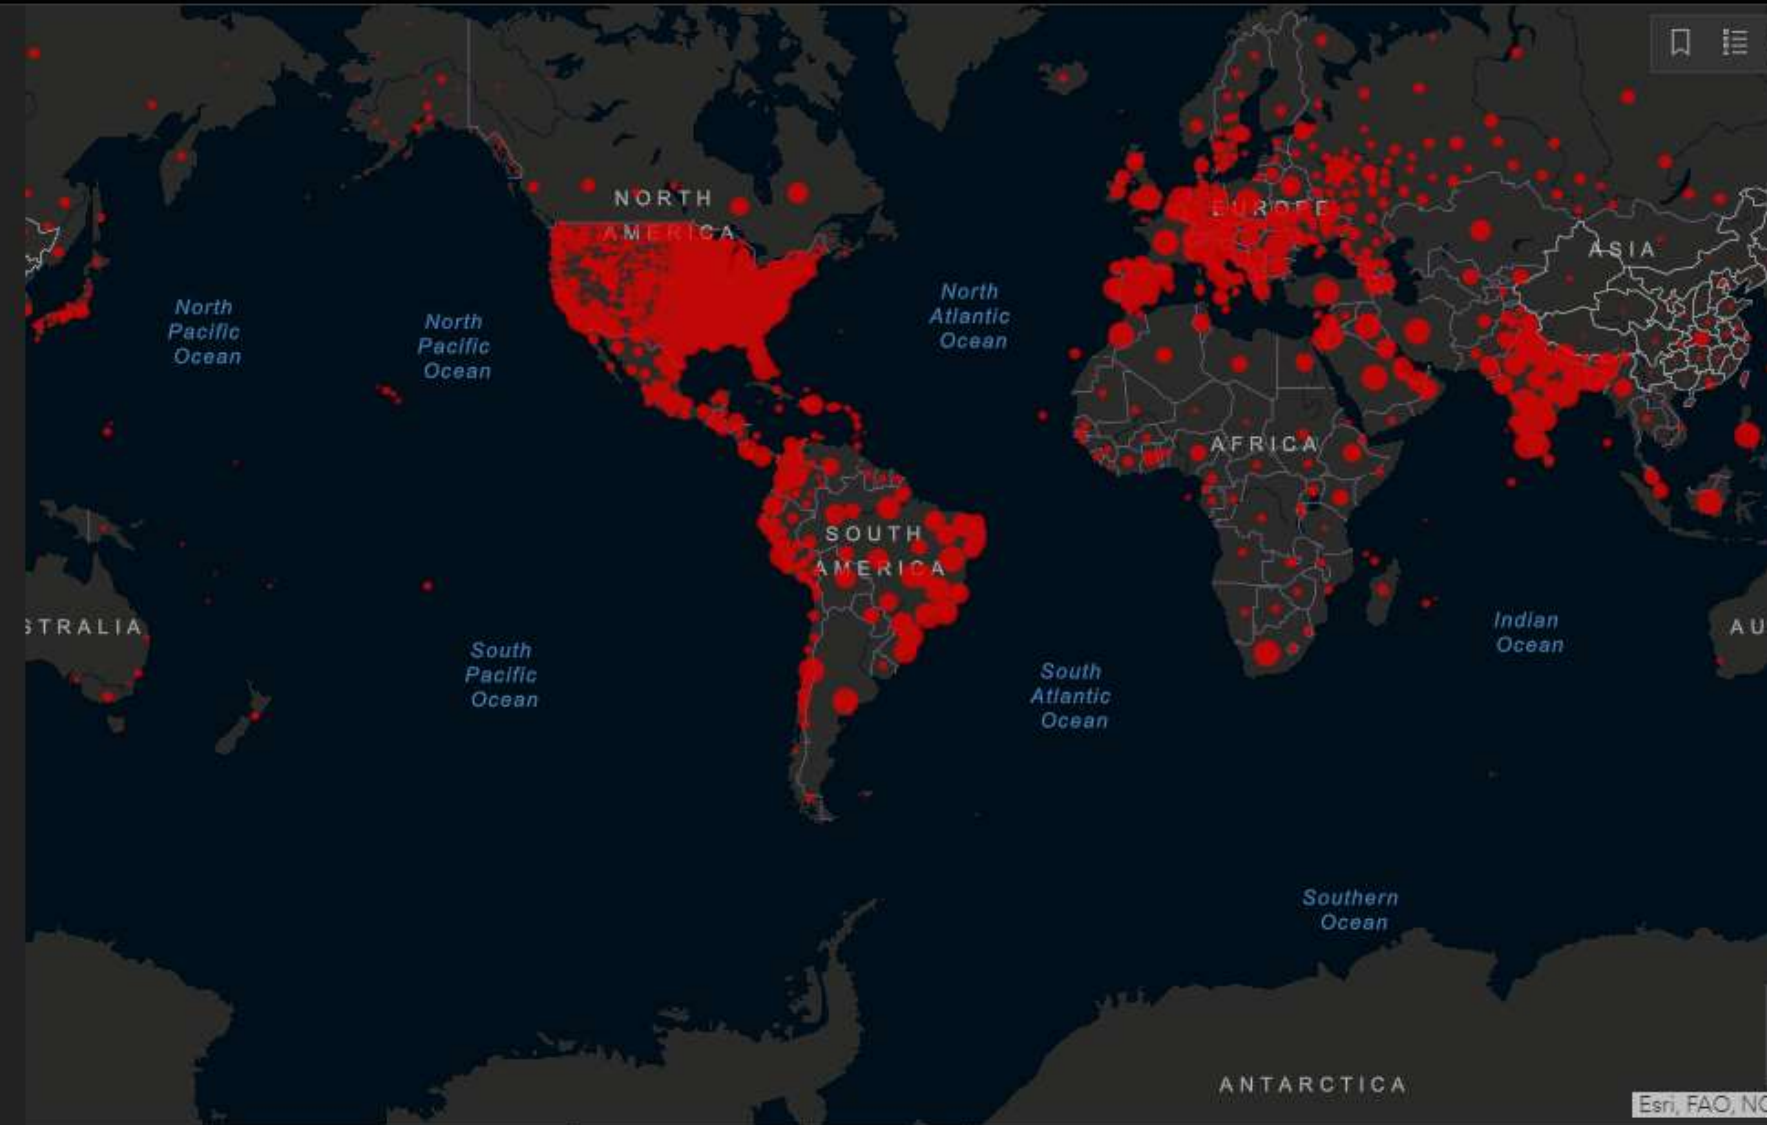 NORTH
AMERICA
EUROPE
ASIA
North
Pacific
Ocean
North
Pacific
Ocean
North
Atlantic
Ocean
AFRICA
SOUTH
AMERICA
STRALIA
South
Pacific
Ocean
South
Atlantic
Ocean
Indian
Ocean
AU
Southern
Ocean
ANTARCTICA
Esri, FAO, NO